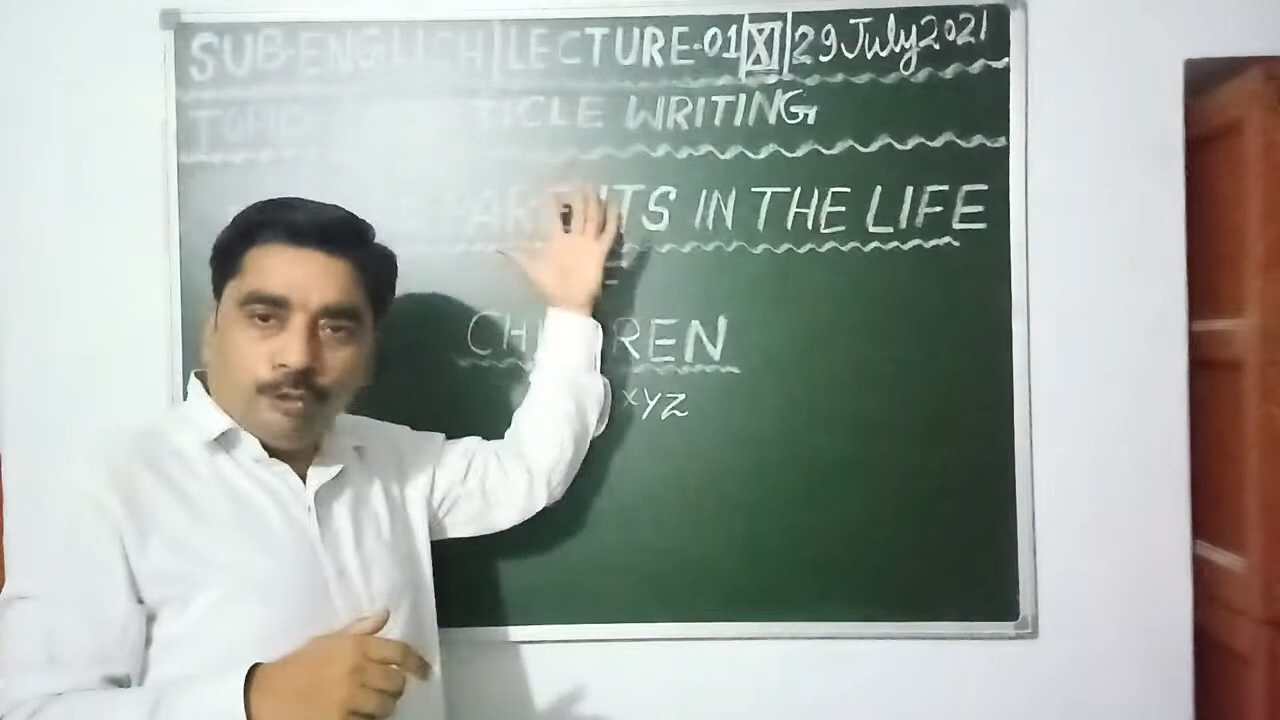 SUB-ENGLISH|LECTURE-01|X|29 July 2021
TOPIC ARTICLE WRITING
PARENTS IN THE LIFE
CHILDREN
xyz